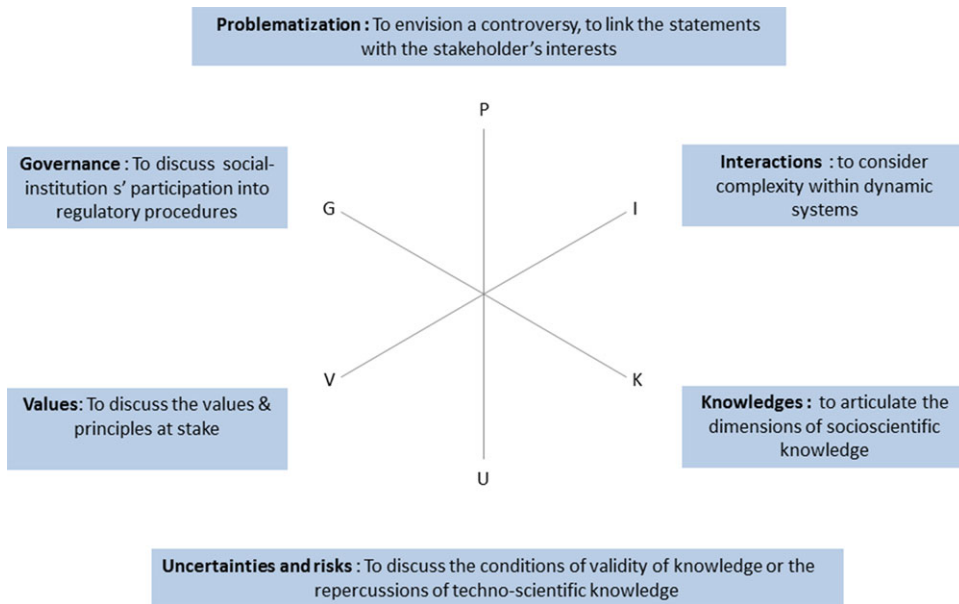 Problematization : To envision a controversy, to link the statements
with the stakeholder's interests
P
Governance : To discuss social-
institution s' participation into
regulatory procedures
Interactions : to consider
complexity within dynamic
systems
G
I
V
K
Values: To discuss the values &
principles at stake
Knowledges : to articulate the
dimensions of socioscientific
knowledge
U
Uncertainties and risks : To discuss the conditions of validity of knowledge or the
repercussions of techno-scientific knowledge